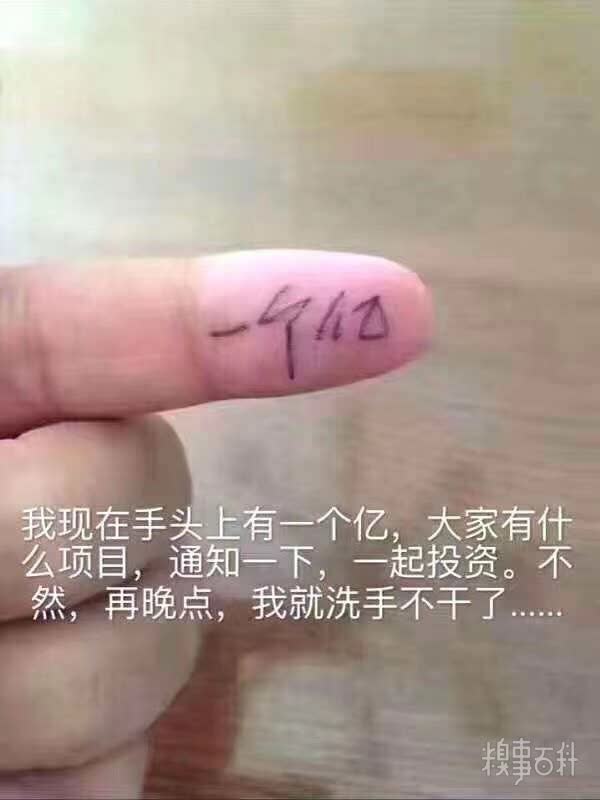 一个亿
我现在手头上有一个亿，大家有什
么项目，通知一下，一起投资。不
然，再晚点，我就洗手不干了......
糗事百科